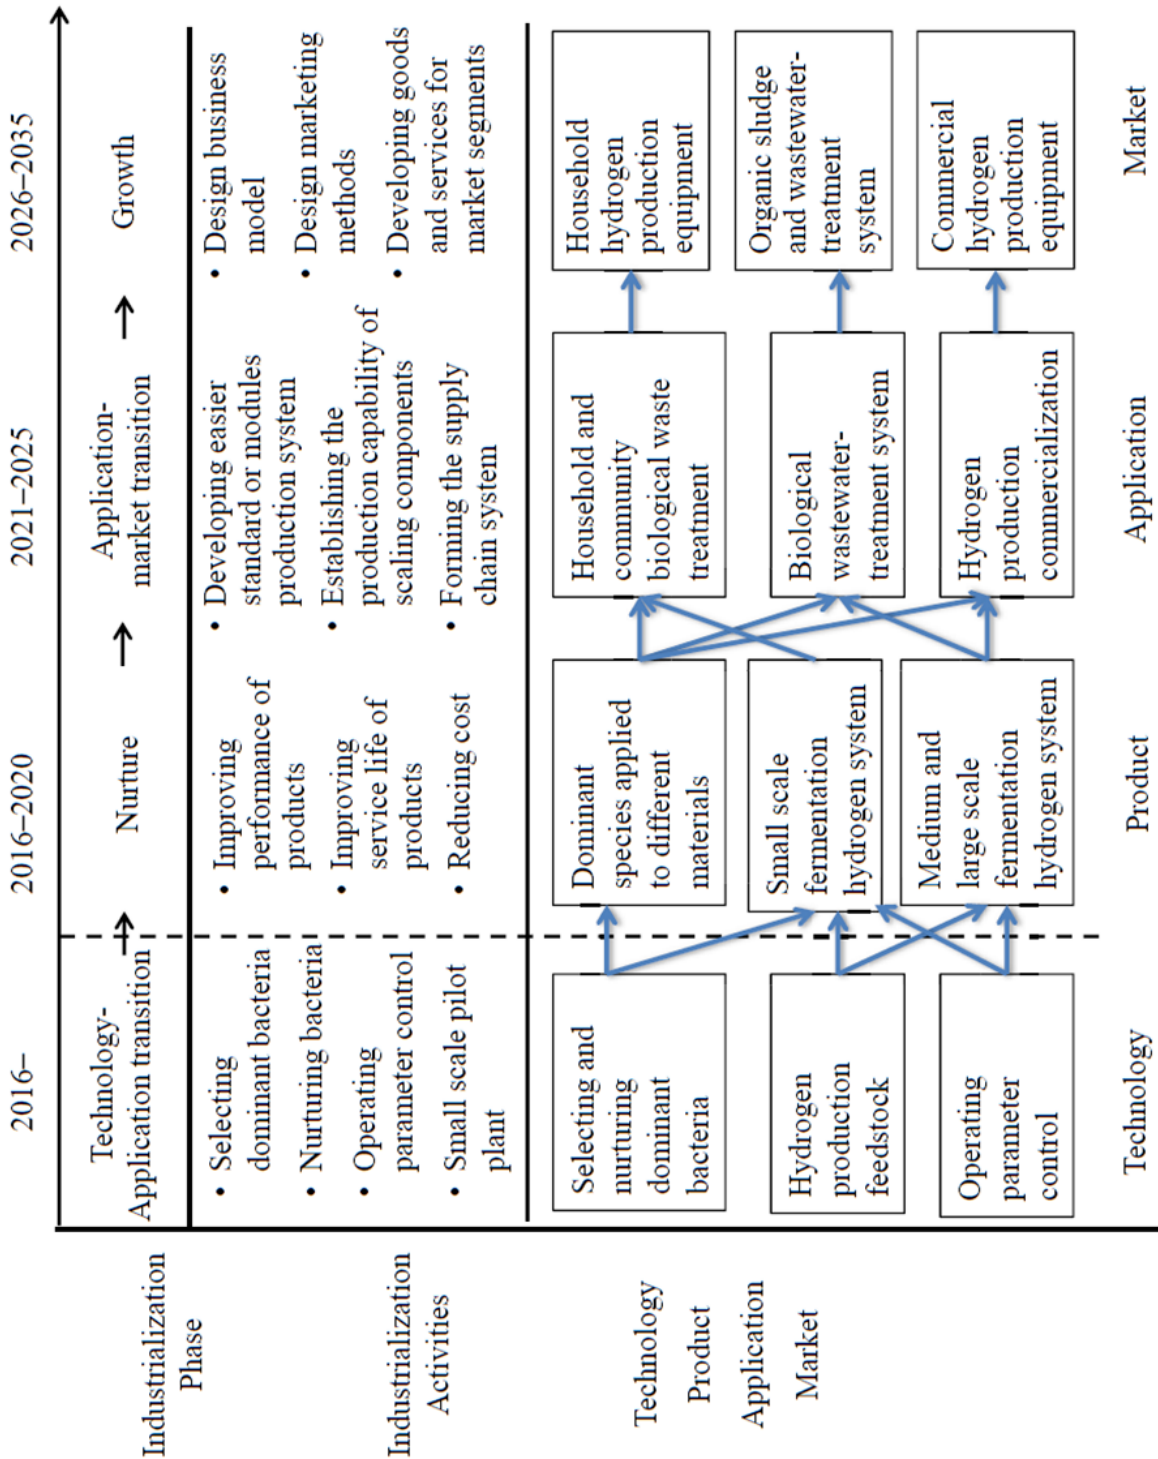 2016–
2016–2020
2021–2025
2026–2035
Industrialization
Phase
Technology-
Application transition
Nurture
Application-
market transition
Growth
Industrialization
Activities
• Selecting
dominant bacteria
• Nurturing bacteria
• Operating
parameter control
• Small scale pilot
plant
• Improving
performance of
products
• Improving
service life of
products
• Reducing cost
• Developing easier
standard or modules
production system
• Establishing the
production capability of
scaling components
• Forming the supply
chain system
• Design business
model
• Design marketing
methods
• Developing goods
and services for
market segments
Technology
Product
Application
Market
Selecting and
nurturing
dominant
bacteria
Hydrogen
production
feedstock
Operating
parameter
control
Dominant
species applied
to different
materials
Small scale
fermentation
hydrogen system
Medium and
large scale
fermentation
hydrogen system
Household and
community
biological waste
treatment
Biological
wastewater-
treatment system
Hydrogen
production
commercialization
Household
hydrogen
production
equipment
Organic sludge
and wastewater-
treatment
system
Commercial
hydrogen
production
equipment
Technology
Product
Application
Market